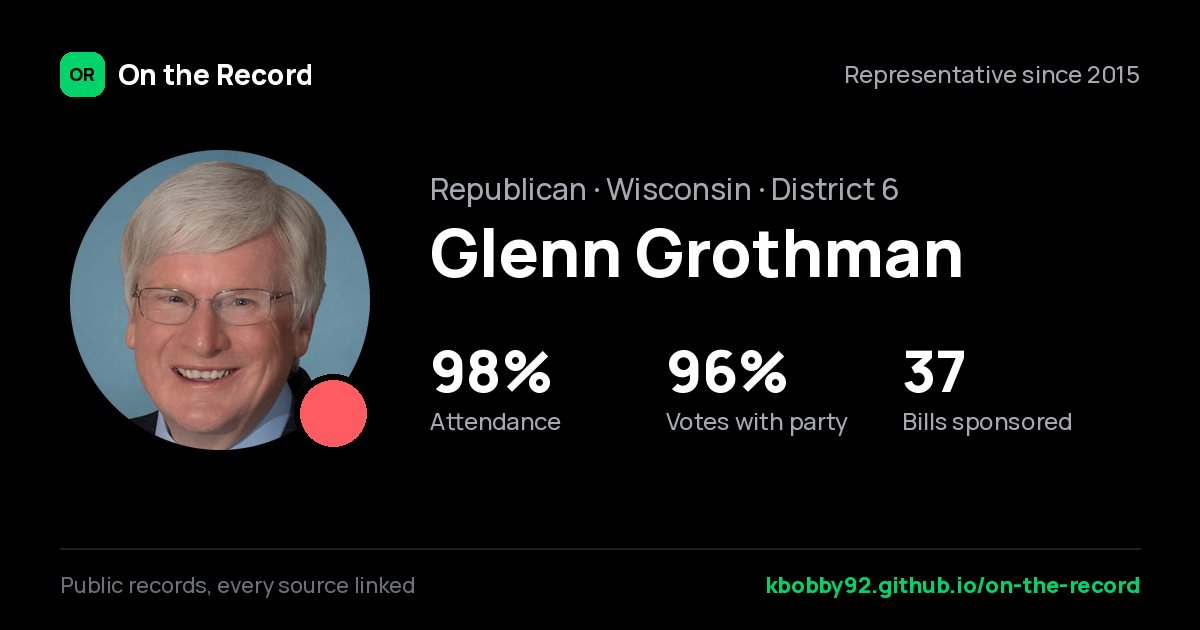 OR On the Record
Representative since 2015
Republican · Wisconsin · District 6
Glenn Grothman
98% 96% 37
Attendance Votes with party Bills sponsored
Public records, every source linked
kbobby92.github.io/on-the-record